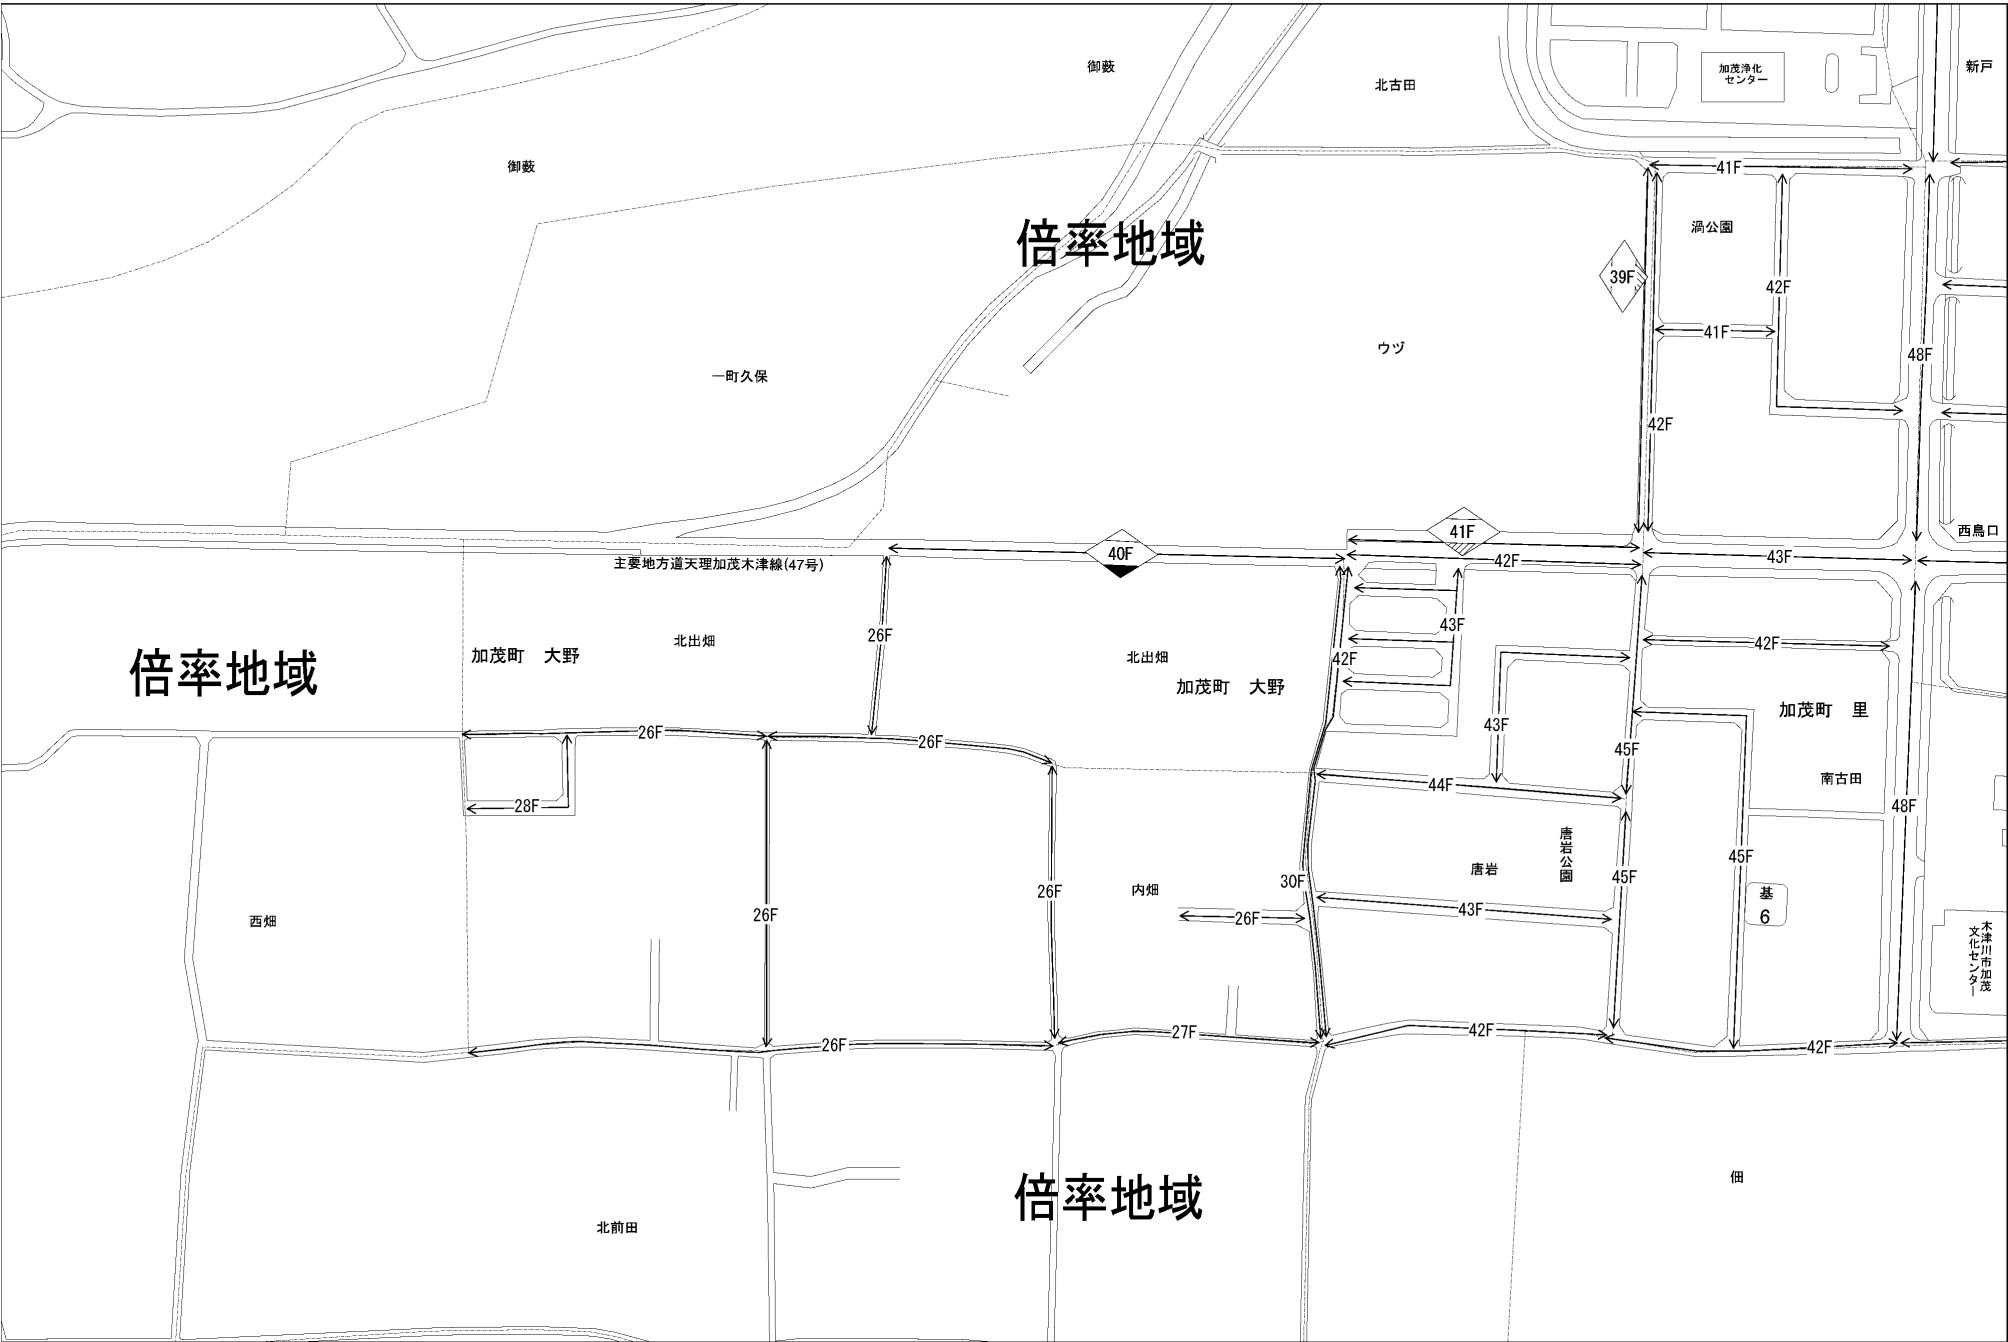 御薮
北古田
加茂浄化
センター
新戸
御薮
41F
渦公園
倍率地域
39F
42F
41F
ウヅ
48F
一町久保
42F
41F
西鳥口
40F
42F
43F
主要地方道天理加茂木津線(47号)
43F
26F
北出畑
42F
加茂町 大野
北出畑
42F
倍率地域
加茂町 大野
加茂町 里
43F
26F
26F
45F
南古田
44F
28F
48F
唐岩公園
45F
唐岩
45F
30F
26F
内畑
基
6
43F
26F
26F
西畑
木津川市加茂
文化センター
27F
42F
26F
42F
佃
倍率地域
北前田